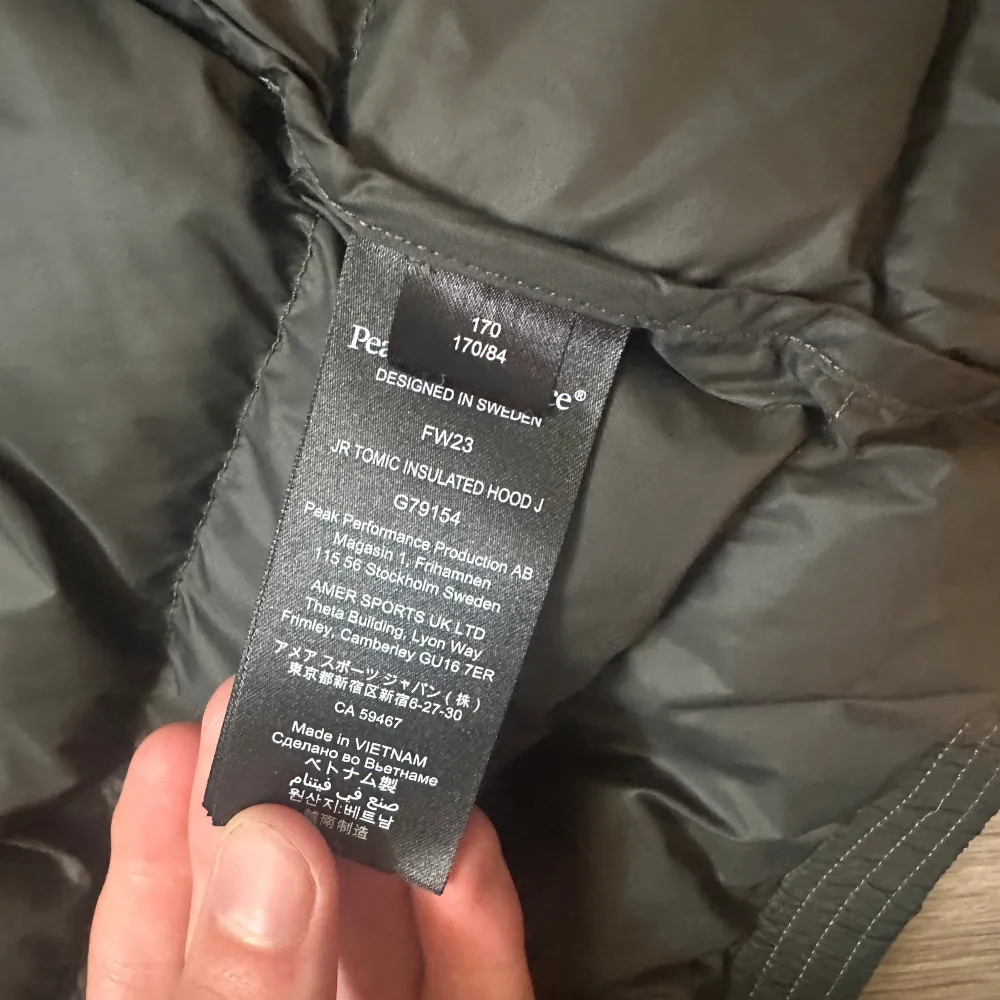 170
170/84
Pea ce®
DESIGNED IN SWEDEN
FW23
JR TOMIC INSULATED HOOD J
G79154
Peak Performance Production AB
Magasin 1, Frihamnen
115 56 Stockholm Sweden
AMER SPORTS UK LTD
Theta Building, Lyon Way
Frimley, Camberley GU16 7ER
アメア スポーツ ジャパン ( 株 )
東京都新宿区新宿6-27-30
CA 59467
Made in VIETNAM
Сделано во Вьетнаме
ベトナム製
صنع في فيتنام
원산지:베트남
越南制造